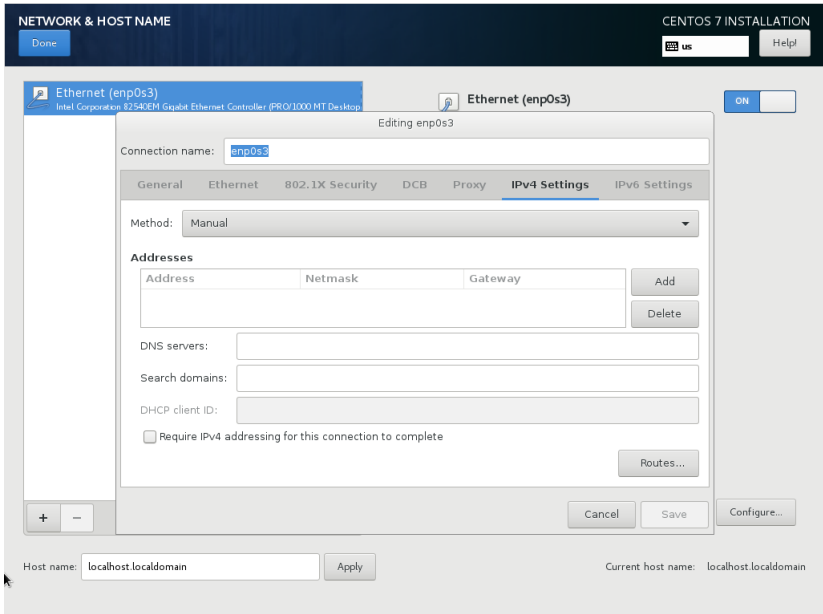 NETWORK & HOST NAME
CENTOS 7 INSTALLATION
Done
us
Help!
Ethernet (enp0s3)
Intel Corporation 82540EM Gigabit Ethernet Controller (PRO/1000 MT Desktop
Ethernet (enp0s3)
ON
Editing enp0s3
Connection name: enp0s3
General Ethernet 802.1X Security DCB Proxy IPv4 Settings IPv6 Settings
Method: Manual
Addresses
Address Netmask Gateway
Add
Delete
DNS servers:
Search domains:
DHCP client ID:
Require IPv4 addressing for this connection to complete
Routes...
Cancel Save
+ − Configure...
Host name: localhost.localdomain Apply Current host name: localhost.localdomain